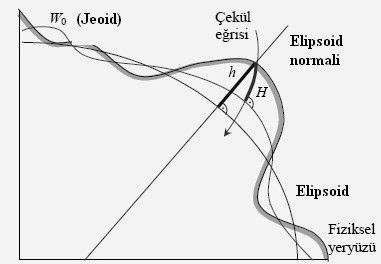 W₀ (Jeoid)
Çekül
eğrisi
Elipsoid
normali
h
H
Elipsoid
Fiziksel
yeryüzü